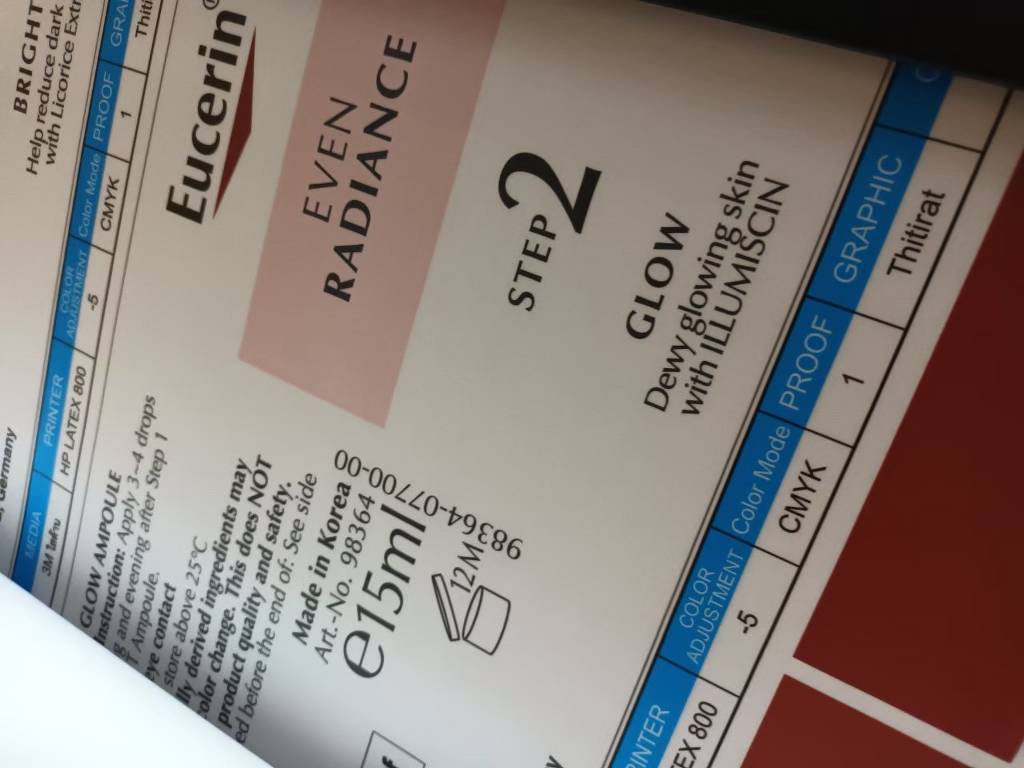 BRIGHT
Help reduce dark
with Licorice Extr
MEDIA PRINTER COLOR ADJUSTMENT Color Mode PROOF GRA
3M HP LATEX 800 -5 CMYK 1 Thiti
Germany
Eucerin®
EVEN
RADIANCE
STEP 2
GLOW
Dewy glowing skin
with ILLUMISCIN
GLOW AMPOULE
Instruction: Apply 3-4 drops
and evening after Step 1
Ampoule.
eye contact
store above 25°C
derived ingredients may
color change. This does NOT
product quality and safety.
before the end of: See side
Made in Korea
Art.-No. 98364
98364-07700-00
e15ml
12M
PRINTER COLOR ADJUSTMENT Color Mode PROOF GRAPHIC
TEX 800 -5 CMYK 1 Thitirat